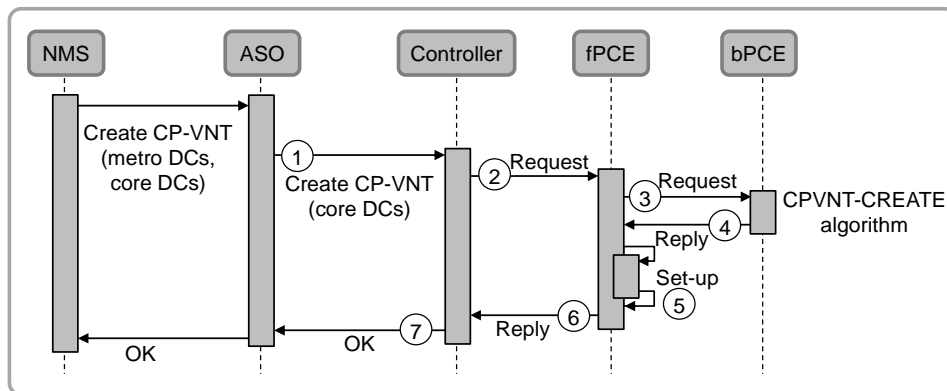 NMS
ASO
Controller
fPCE
bPCE
Create CP-VNT
(metro DCs,
core DCs)
1
Create CP-VNT
(core DCs)
2
Request
3
Request
CPVNT-CREATE
algorithm
4
Reply
Set-up
5
6
Reply
7
OK
OK